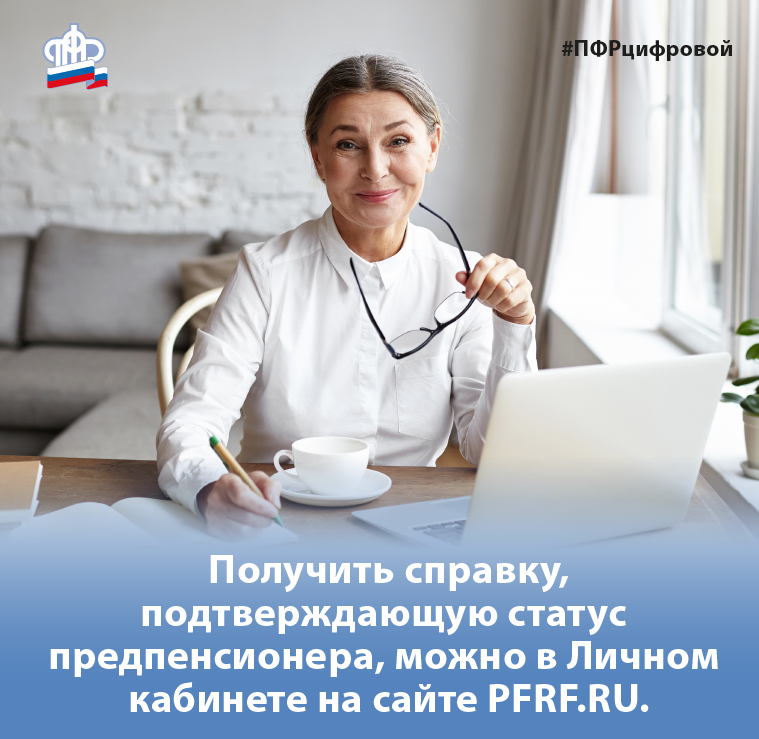 #ПФРцифровой
Получить справку,
подтверждающую статус
предпенсионера, можно в Личном
кабинете на сайте PFRF.RU.